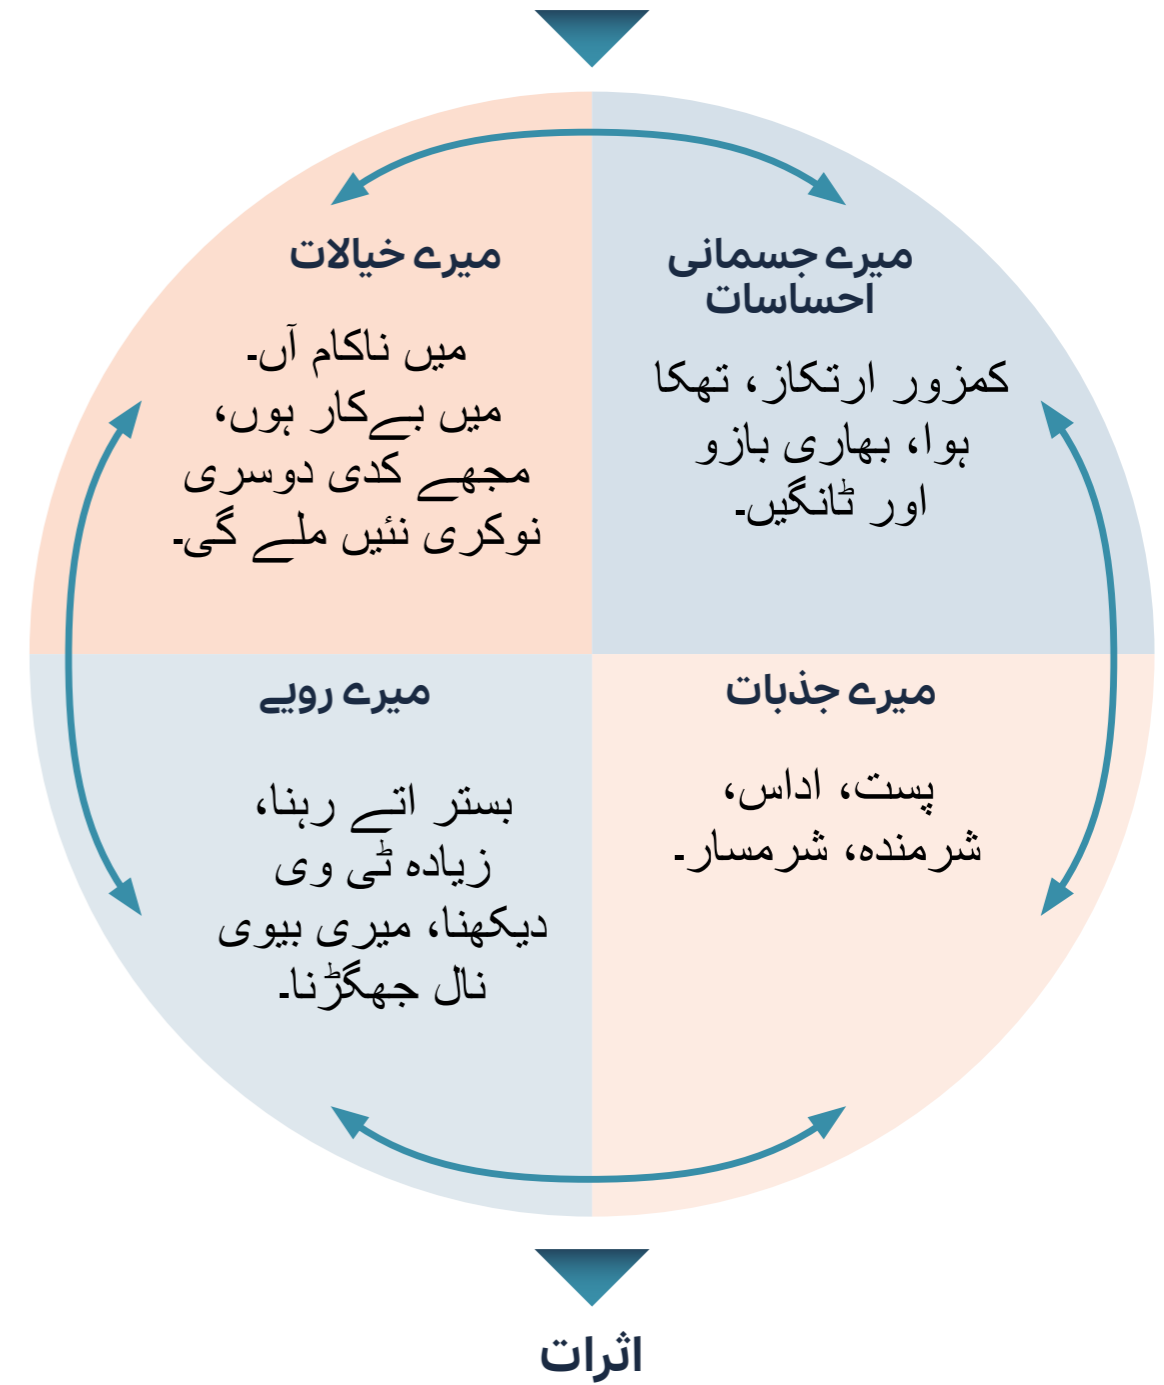 میرے جسمانی
احساسات
کمزور ارتکاز، تھکا
ہوا، بھاری بازو
اور ٹانگیں۔
میرے خیالات
میں ناکام آں۔
میں بےکار ہوں،
مجھے کدی دوسری
نوکری نئیں ملے گی۔
میرے جذبات
پست، اداس،
شرمندہ، شرمسار۔
میرے رویے
بستر اتے رہنا،
زیادہ ٹی وی
دیکھنا، میری بیوی
نال جھگڑنا۔
اثرات